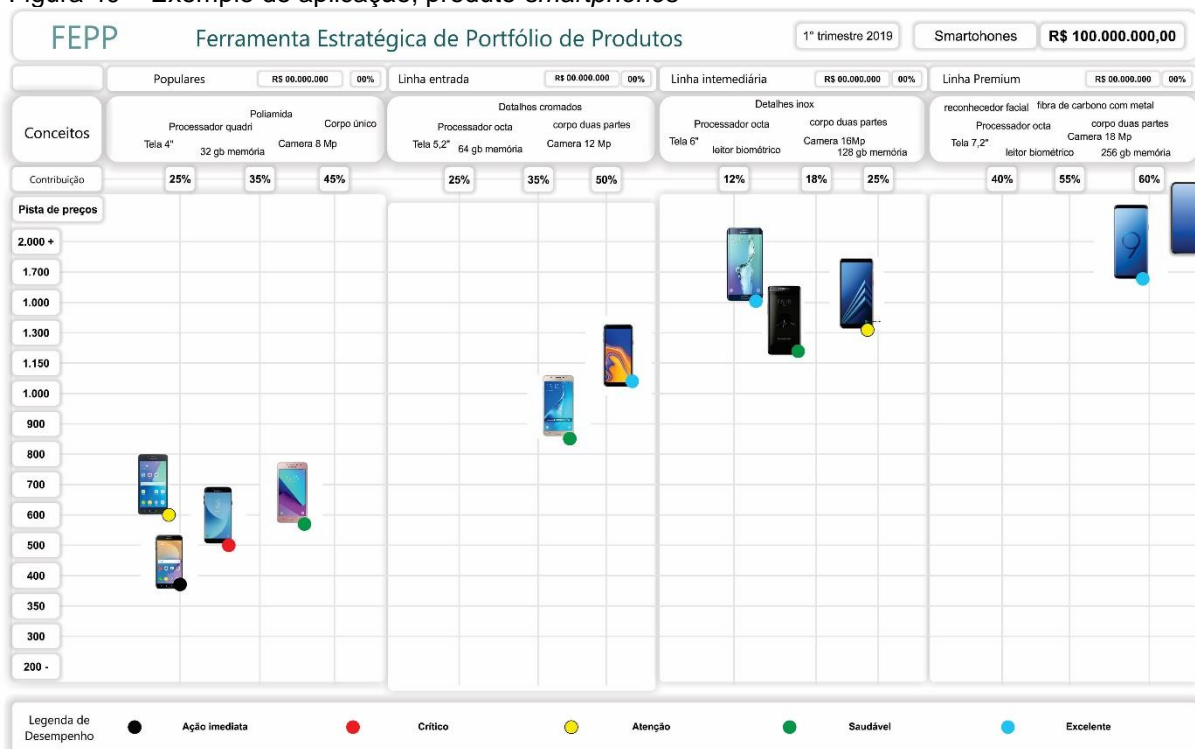 FEPP Ferramenta Estratégica de Portfólio de Produtos 1° trimestre 2019 Smartohones R$ 100.000.000,00
Populares R$ 00.000.000 00% Linha entrada R$ 00.000.000 00% Linha intemediária R$ 00.000.000 00% Linha Premium R$ 00.000.000 00%
Conceitos
Poliamida
Processador quadri Corpo único
Tela 4" 32 gb memória Camera 8 Mp
Detalhes cromados
Processador octa corpo duas partes
Tela 5,2" 64 gb memória Camera 12 Mp
Detalhes inox
Processador octa corpo duas partes
Tela 6" leitor biométrico Camera 16Mp
128 gb memória
reconhecedor facial fibra de carbono com metal
Processador octa corpo duas partes
Tela 7,2" Camera 18 Mp
leitor biométrico 256 gb memória
Contribuição 25% 35% 45% 25% 35% 50% 12% 18% 25% 40% 55% 60%
Pista de preços
2.000 +
1.700
1.000
1.300
1.150
1.000
900
800
700
600
500
400
350
300
200 -
9
Legenda de
Desempenho
Ação imediata Crítico Atenção Saudável Excelente